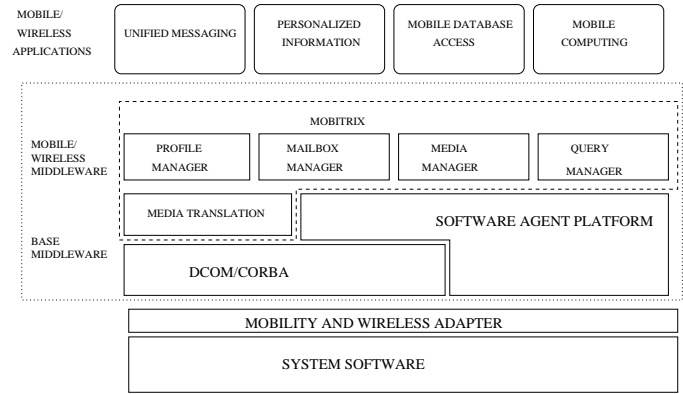 MOBILE/
WIRELESS
APPLICATIONS
UNIFIED MESSAGING
PERSONALIZED
INFORMATION
MOBILE DATABASE
ACCESS
MOBILE
COMPUTING
MOBITRIX
MOBILE/
WIRELESS
MIDDLEWARE
PROFILE
MANAGER
MAILBOX
MANAGER
MEDIA
MANAGER
QUERY
MANAGER
MEDIA TRANSLATION
SOFTWARE AGENT PLATFORM
BASE
MIDDLEWARE
DCOM/CORBA
MOBILITY AND WIRELESS ADAPTER
SYSTEM SOFTWARE